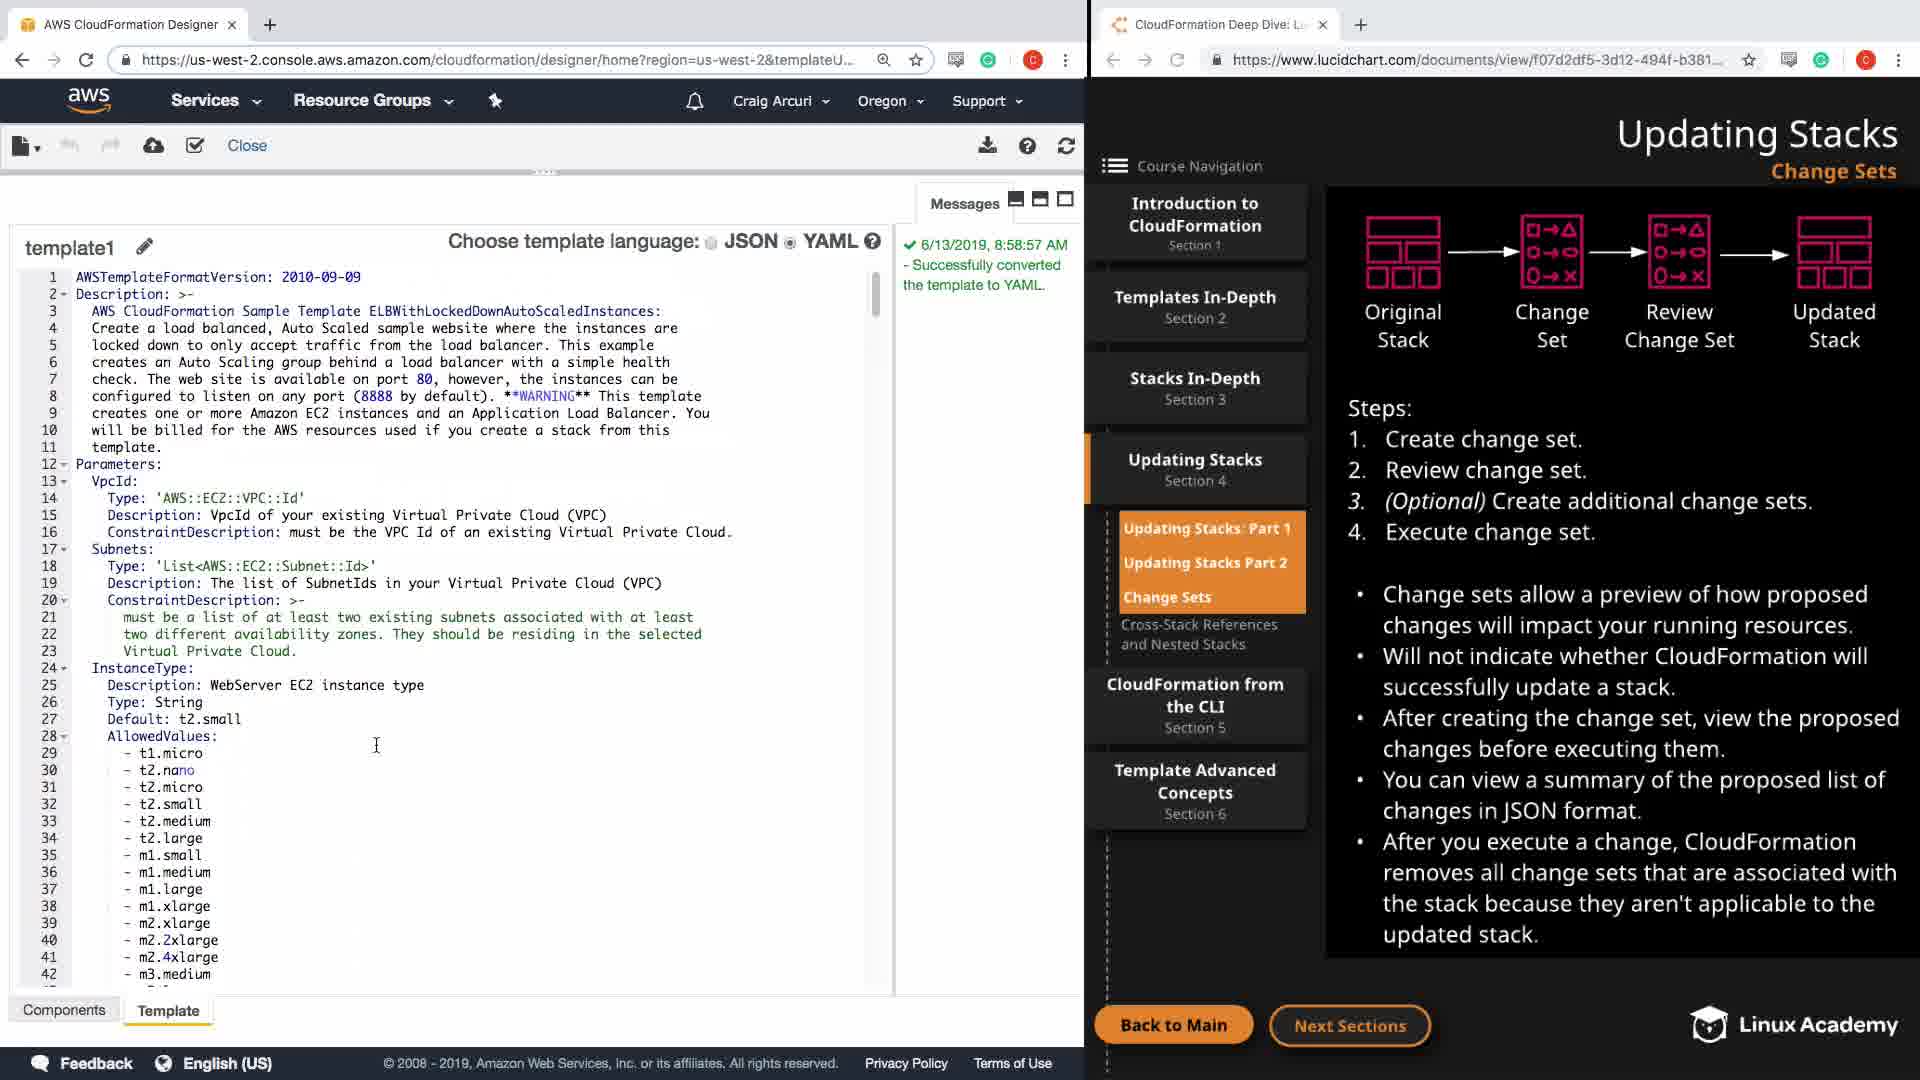 AWS CloudFormation Designer
https://us-west-2.console.aws.amazon.com/cloudformation/designer/home?region=us-west-2&templateU...
aws
Services
Resource Groups
Craig Arcuri
Oregon
Support
Close
template1
Choose template language: JSON YAML
Messages
6/13/2019, 8:58:57 AM
- Successfully converted
the template to YAML.
1 AWSTemplateFormatVersion: 2010-09-09
2 Description: >-
3 AWS CloudFormation Sample Template ELBWithLockedDownAutoScaledInstances:
4 Create a load balanced, Auto Scaled sample website where the instances are
5 locked down to only accept traffic from the load balancer. This example
6 creates an Auto Scaling group behind a load balancer with a simple health
7 check. The web site is available on port 80, however, the instances can be
8 configured to listen on any port (8888 by default). **WARNING** This template
9 creates one or more Amazon EC2 instances and an Application Load Balancer. You
10 will be billed for the AWS resources used if you create a stack from this
11 template.
12 Parameters:
13 VpcId:
14 Type: 'AWS::EC2::VPC::Id'
15 Description: VpcId of your existing Virtual Private Cloud (VPC)
16 ConstraintDescription: must be the VPC Id of an existing Virtual Private Cloud.
17 Subnets:
18 Type: 'List<AWS::EC2::Subnet::Id>'
19 Description: The list of SubnetIds in your Virtual Private Cloud (VPC)
20 ConstraintDescription: >-
21 must be a list of at least two existing subnets associated with at least
22 two different availability zones. They should be residing in the selected
23 Virtual Private Cloud.
24 InstanceType:
25 Description: WebServer EC2 instance type
26 Type: String
27 Default: t2.small
28 AllowedValues:
29 - t1.micro
30 - t2.nano
31 - t2.micro
32 - t2.small
33 - t2.medium
34 - t2.large
35 - m1.small
36 - m1.medium
37 - m1.large
38 - m1.xlarge
39 - m2.xlarge
40 - m2.2xlarge
41 - m2.4xlarge
42 - m3.medium
Components
Template
Feedback
English (US)
© 2008 - 2019, Amazon Web Services, Inc. or its affiliates. All rights reserved.
Privacy Policy
Terms of Use
CloudFormation Deep Dive: L
https://www.lucidchart.com/documents/view/f07d2df5-3d12-494f-b381...
Updating Stacks
Change Sets
Course Navigation
Introduction to
CloudFormation
Section 1
Templates In-Depth
Section 2
Stacks In-Depth
Section 3
Updating Stacks
Section 4
Updating Stacks: Part 1
Updating Stacks Part 2
Change Sets
Cross-Stack References
and Nested Stacks
CloudFormation from
the CLI
Section 5
Template Advanced
Concepts
Section 6
Original
Stack
Change
Set
Review
Change Set
Updated
Stack
Steps:
1. Create change set.
2. Review change set.
3. (Optional) Create additional change sets.
4. Execute change set.
• Change sets allow a preview of how proposed
changes will impact your running resources.
• Will not indicate whether CloudFormation will
successfully update a stack.
• After creating the change set, view the proposed
changes before executing them.
• You can view a summary of the proposed list of
changes in JSON format.
• After you execute a change, CloudFormation
removes all change sets that are associated with
the stack because they aren't applicable to the
updated stack.
Back to Main
Next Sections
Linux Academy